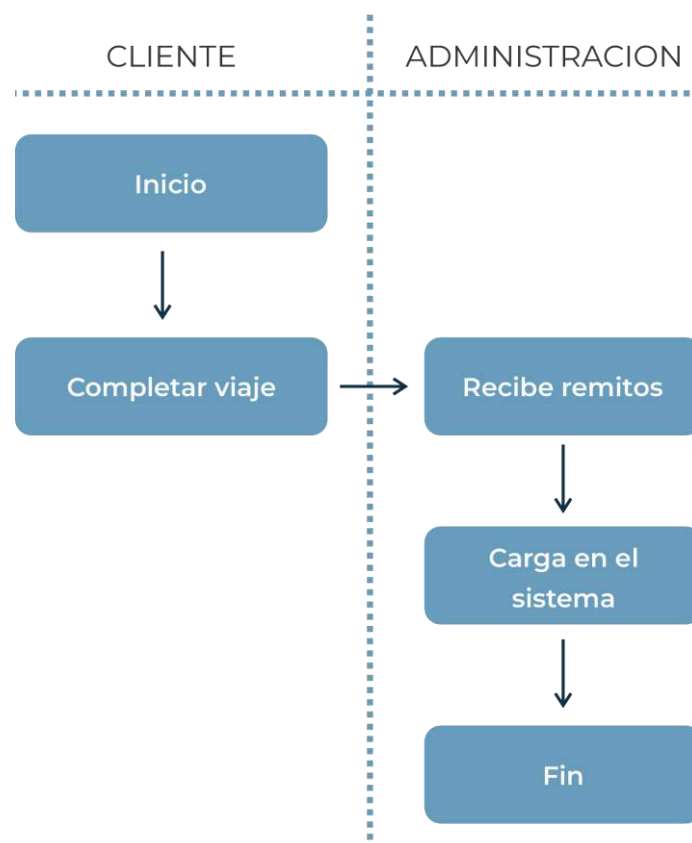 CLIENTE
ADMINISTRACION
Inicio
Completar viaje
Recibe remitos
Carga en el
sistema
Fin